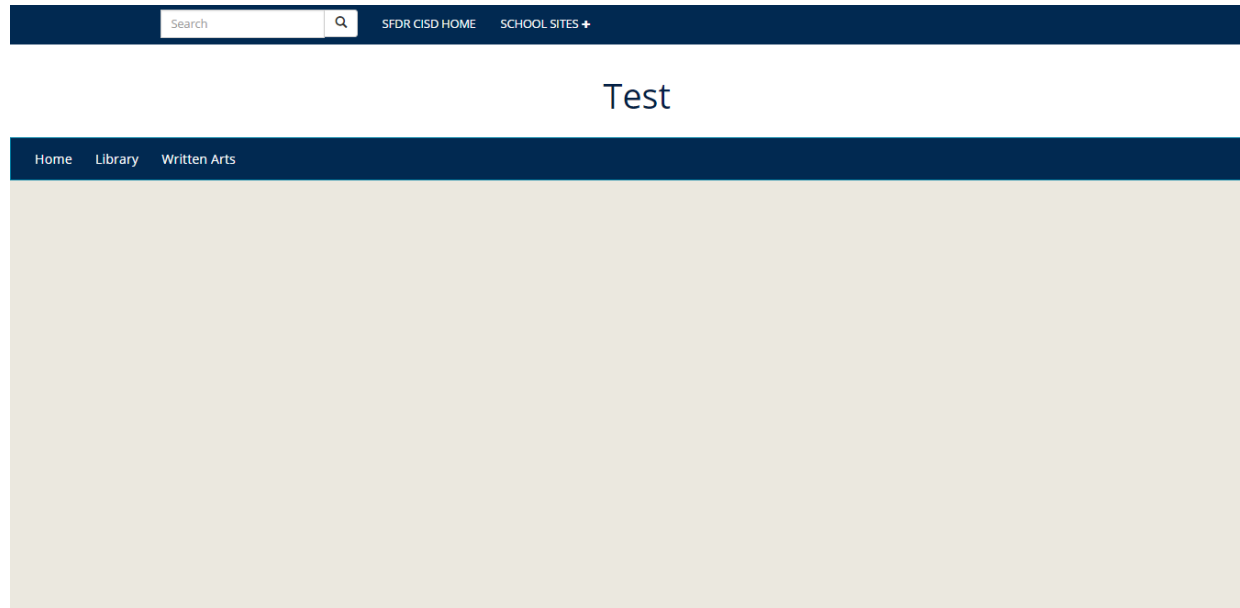 Search SFDR CISD HOME SCHOOL SITES +
Test
Home Library Written Arts